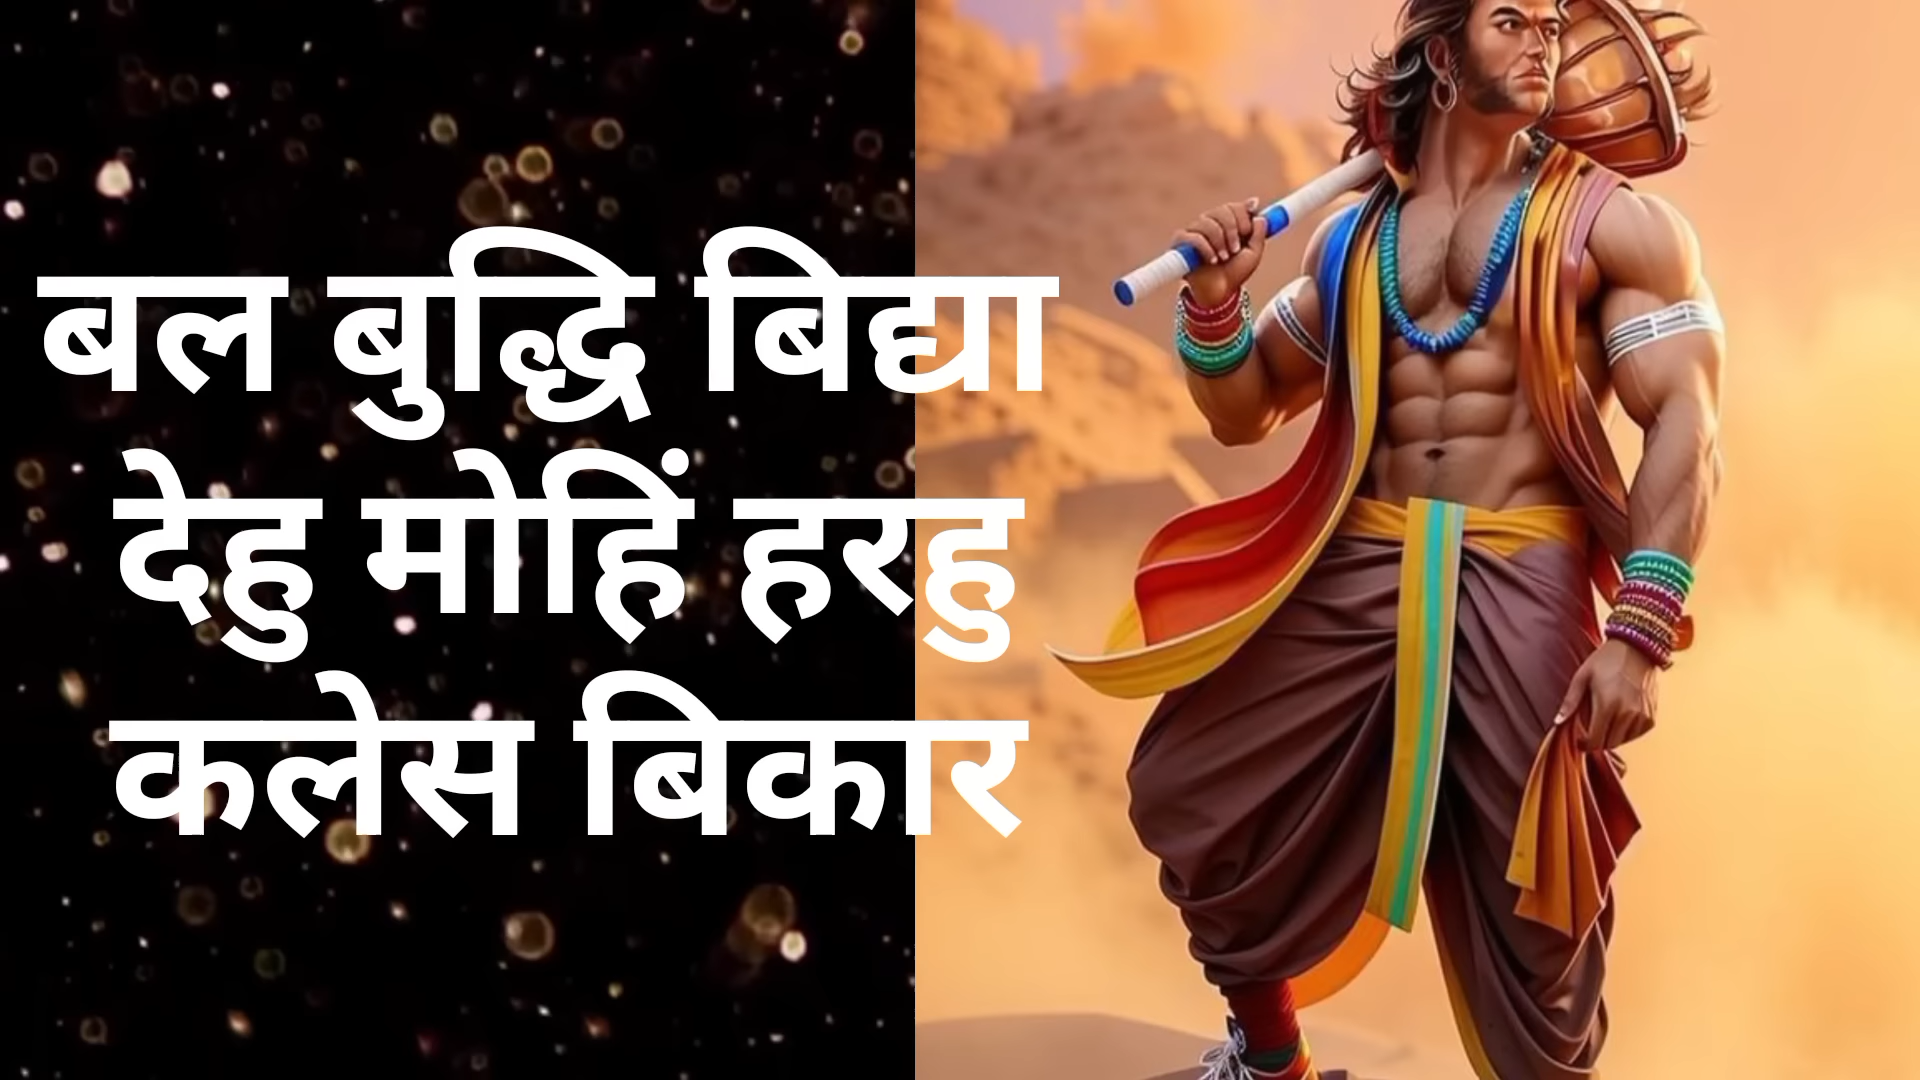 बल बुद्धि बिद्या
देहु मोहिं हरहु
कलेस बिकार